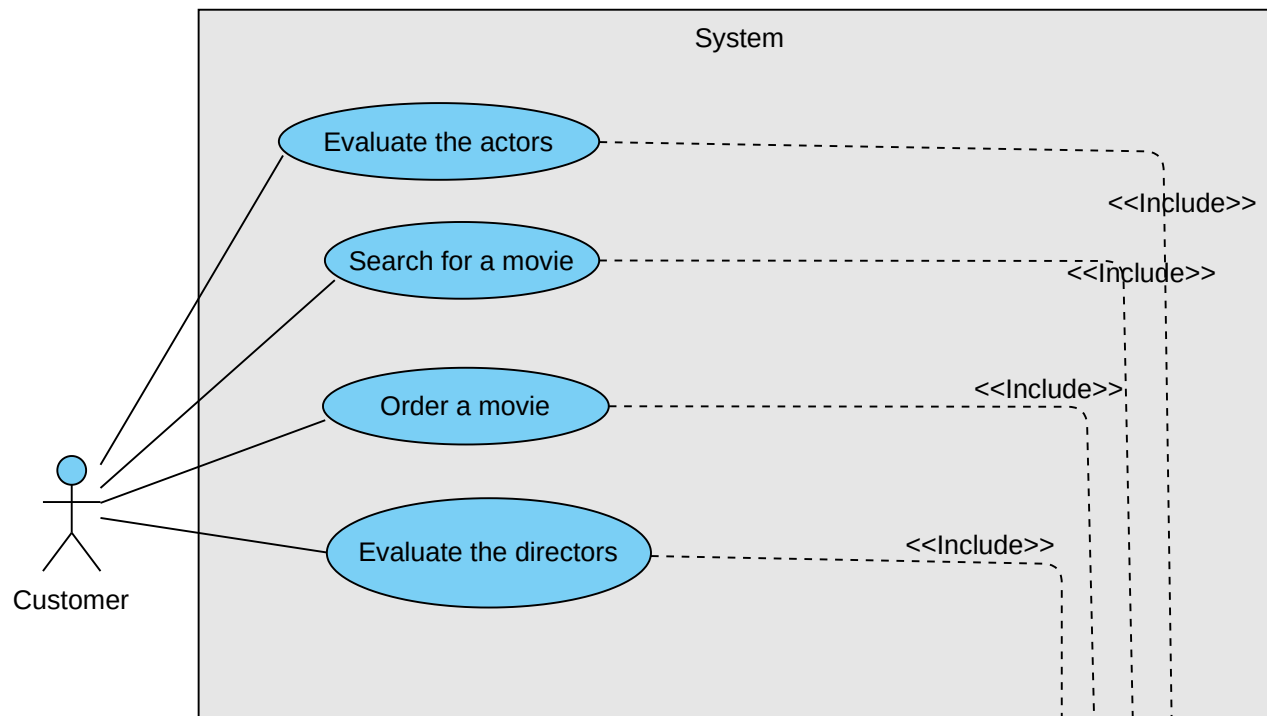 System
Evaluate the actors
<<Include>>
Search for a movie
<<Include>>
Order a movie
<<Include>>
Evaluate the directors
<<Include>>
Customer